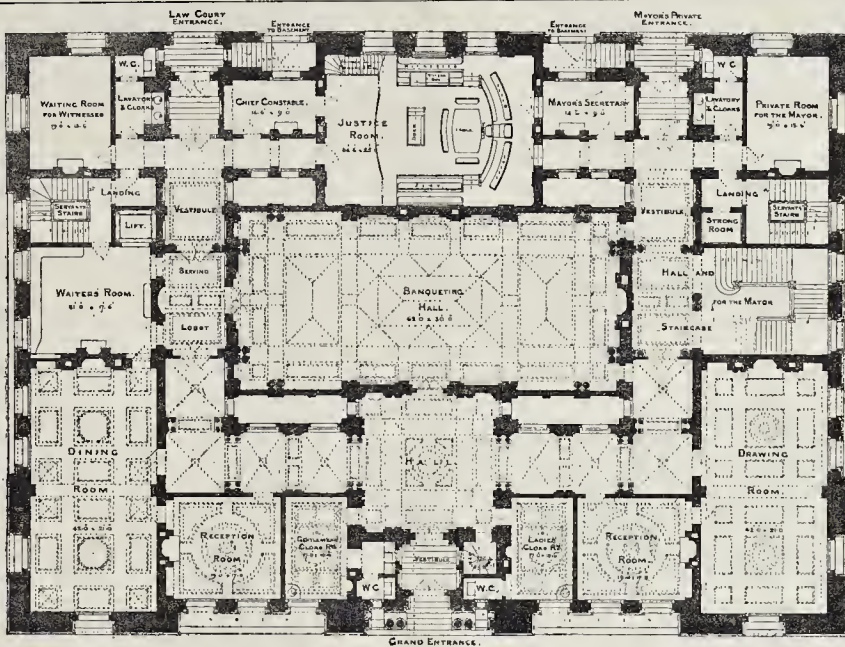 LAW COURT
ENTRANCE.
ENTRANCE
TO BASEMENT
ENTRANCE
TO BASEMENT
MAYOR'S PRIVATE
ENTRANCE.
W.C.
W.C.
WAITING ROOM
FOR WITNESSES
LAVATORY
& CLOAKS
CHIEF CONSTABLE.
JUSTICE
ROOM.
TABLE
MAYOR'S SECRETARY
LAVATORY
& CLOAKS
PRIVATE ROOM
FOR THE MAYOR.
LANDING
SERVANTS
STAIRS
LIFT.
VESTIBULE
VESTIBULE
LANDING
SERVANTS
STAIRS
STRONG
ROOM
WAITERS' ROOM.
SERVING
LOBBY
BANQUETING
HALL.
HALL AND
FOR THE MAYOR
STAIRCASE
DINING
ROOM
HALL
DRAWING
ROOM.
RECEPTION
ROOM
GENTLEMEN'S
CLOAK RM
VESTIBULE
LADIES'
CLOAK RM
RECEPTION
ROOM
W.C.
W.C.
GRAND ENTRANCE.